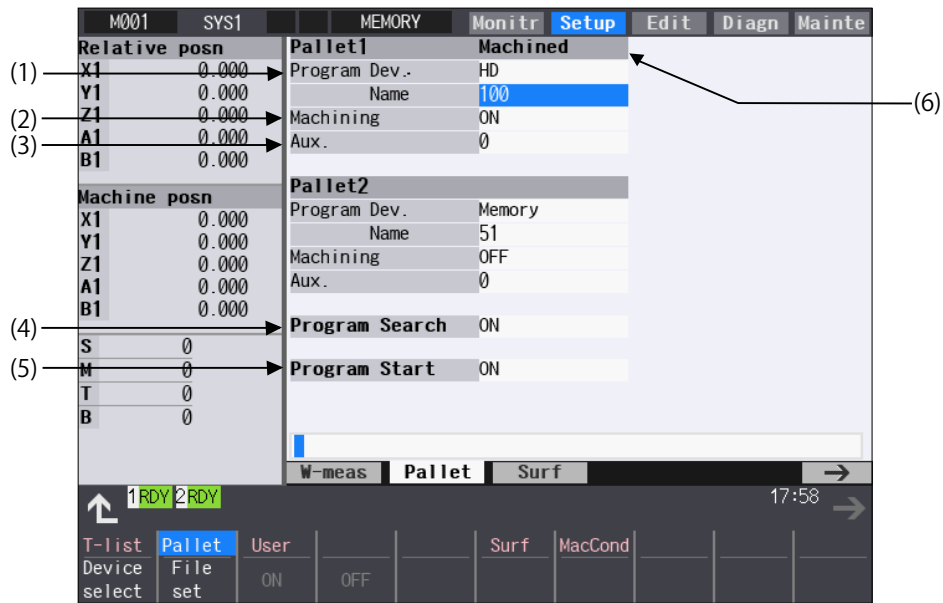 M001 SYS1 MEMORY Monitr Setup Edit Diagn Mainte
Relative posn
X1 0.000
Y1 0.000
Z1 0.000
A1 0.000
B1 0.000
Machine posn
X1 0.000
Y1 0.000
Z1 0.000
A1 0.000
B1 0.000
S 0
M 0
T 0
B 0
Pallet1 Machined
Program Dev. HD
Name 100
Machining ON
Aux. 0
Pallet2
Program Dev. Memory
Name 51
Machining OFF
Aux. 0
Program Search ON
Program Start ON
(1)
(2)
(3)
(4)
(5)
(6)
W-meas Pallet Surf →
1 RDY 2 RDY 17:58
T-list Pallet User Surf MacCond
Device select
File set
ON OFF